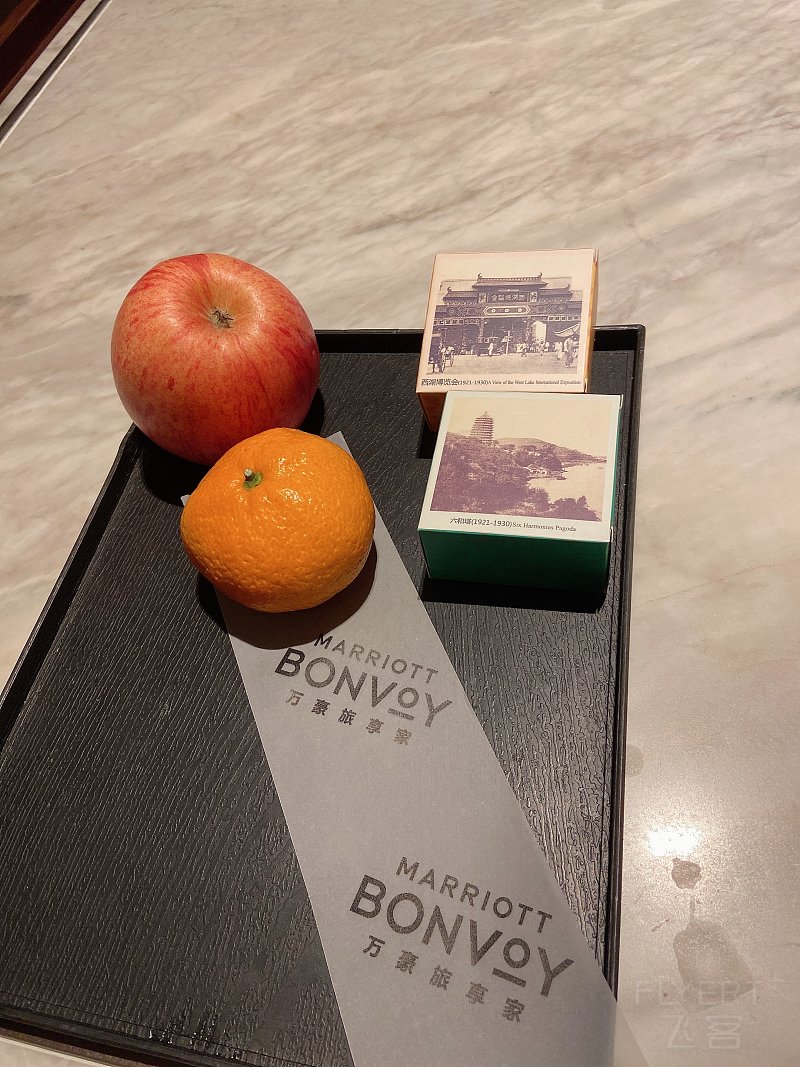 西湖博览会(1921-1930)A View of the West Lake International Exposition
六和塔(1921-1930)Six Harmonies Pagoda
MARRIOTT
BONVOY
万豪旅享家
MARRIOTT
BONVOY
万豪旅享家
FLYERT
飞客